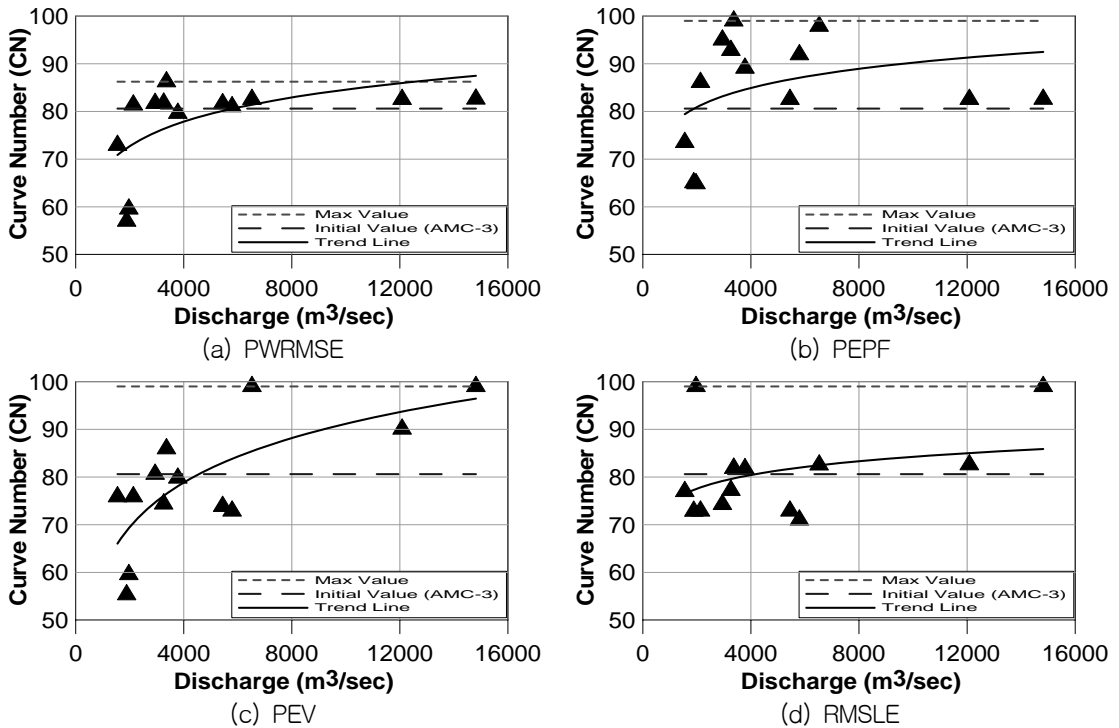 Curve Number (CN)
100
90
80
70
60
50
Max Value
Initial Value (AMC-3)
Trend Line
0 4000 8000 12000 16000
Discharge (m3/sec)
(a) PWRMSE
Curve Number (CN)
100
90
80
70
60
50
Max Value
Initial Value (AMC-3)
Trend Line
0 4000 8000 12000 16000
Discharge (m3/sec)
(b) PEPF
Curve Number (CN)
100
90
80
70
60
50
Max Value
Initial Value (AMC-3)
Trend Line
0 4000 8000 12000 16000
Discharge (m3/sec)
(c) PEV
Curve Number (CN)
100
90
80
70
60
50
Max Value
Initial Value (AMC-3)
Trend Line
0 4000 8000 12000 16000
Discharge (m3/sec)
(d) RMSLE